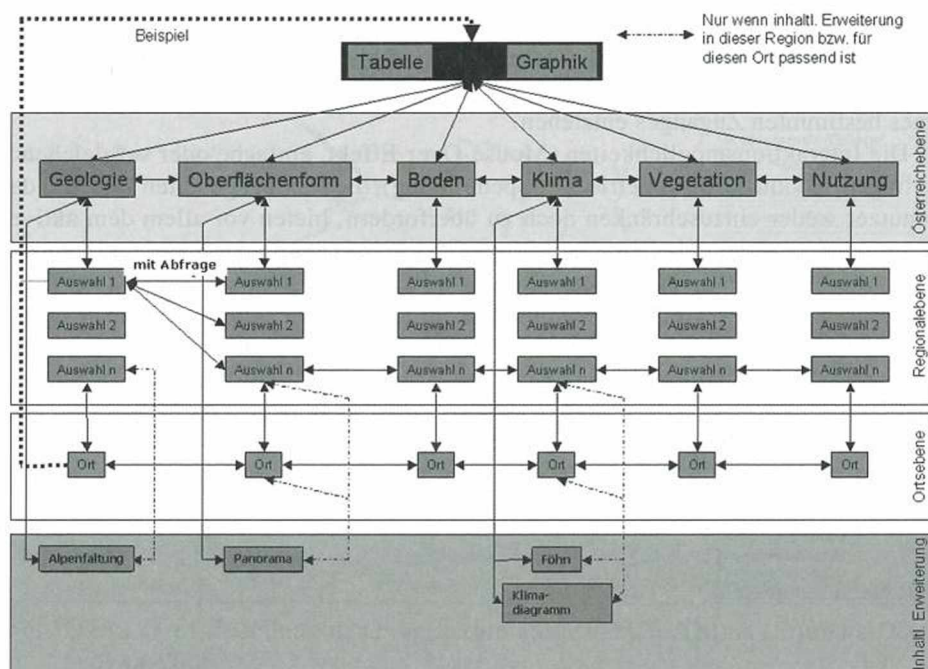 Beispiel
Nur wenn inhaltl. Erweiterung
in dieser Region bzw. für
diesen Ort passend ist
Tabelle Graphik
Österreichebene
Geologie Oberflächenform Boden Klima Vegetation Nutzung
Regionalebene
mit Abfrage
Auswahl 1 Auswahl 1 Auswahl 1 Auswahl 1 Auswahl 1 Auswahl 1
Auswahl 2 Auswahl 2 Auswahl 2 Auswahl 2 Auswahl 2 Auswahl 2
Auswahl n Auswahl n Auswahl n Auswahl n Auswahl n Auswahl n
Ortsebene
Ort Ort Ort Ort Ort Ort
Inhaltl. Erweiterung
Alpenfaltung Panorama Föhn
Klima-
diagramm